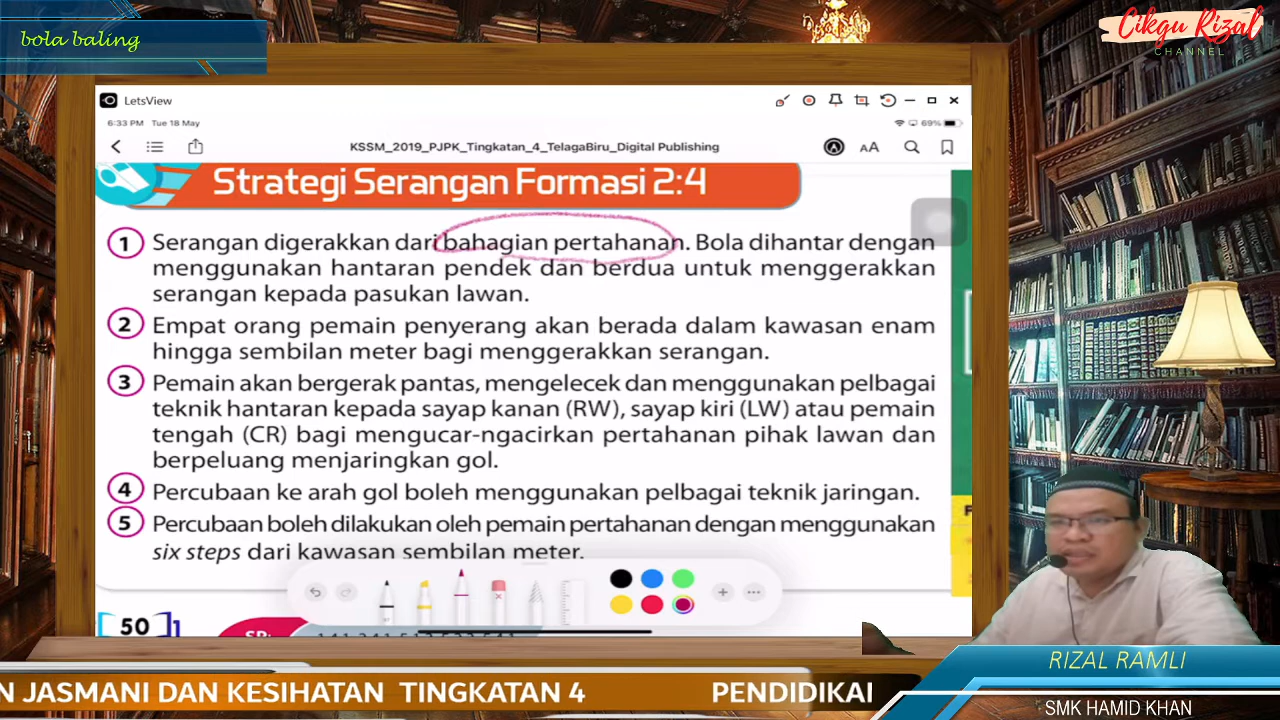 bola baling
Cikgu Rizal
CHANNEL
LetsView
6:33 PM Tue 18 May
69%
KSSM_2019_PJPK_Tingkatan_4_TelagaBiru_Digital Publishing
AA
Strategi Serangan Formasi 2:4
1 Serangan digerakkan dari bahagian pertahanan. Bola dihantar dengan
menggunakan hantaran pendek dan berdua untuk menggerakkan
serangan kepada pasukan lawan.
2 Empat orang pemain penyerang akan berada dalam kawasan enam
hingga sembilan meter bagi menggerakkan serangan.
3 Pemain akan bergerak pantas, mengelecek dan menggunakan pelbagai
teknik hantaran kepada sayap kanan (RW), sayap kiri (LW) atau pemain
tengah (CR) bagi mengucar-ngacirkan pertahanan pihak lawan dan
berpeluang menjaringkan gol.
4 Percubaan ke arah gol boleh menggunakan pelbagai teknik jaringan.
5 Percubaan boleh dilakukan oleh pemain pertahanan dengan menggunakan
six steps dari kawasan sembilan meter.
50
SP:
RIZAL RAMLI
N JASMANI DAN KESIHATAN TINGKATAN 4 PENDIDIKAN
SMK HAMID KHAN